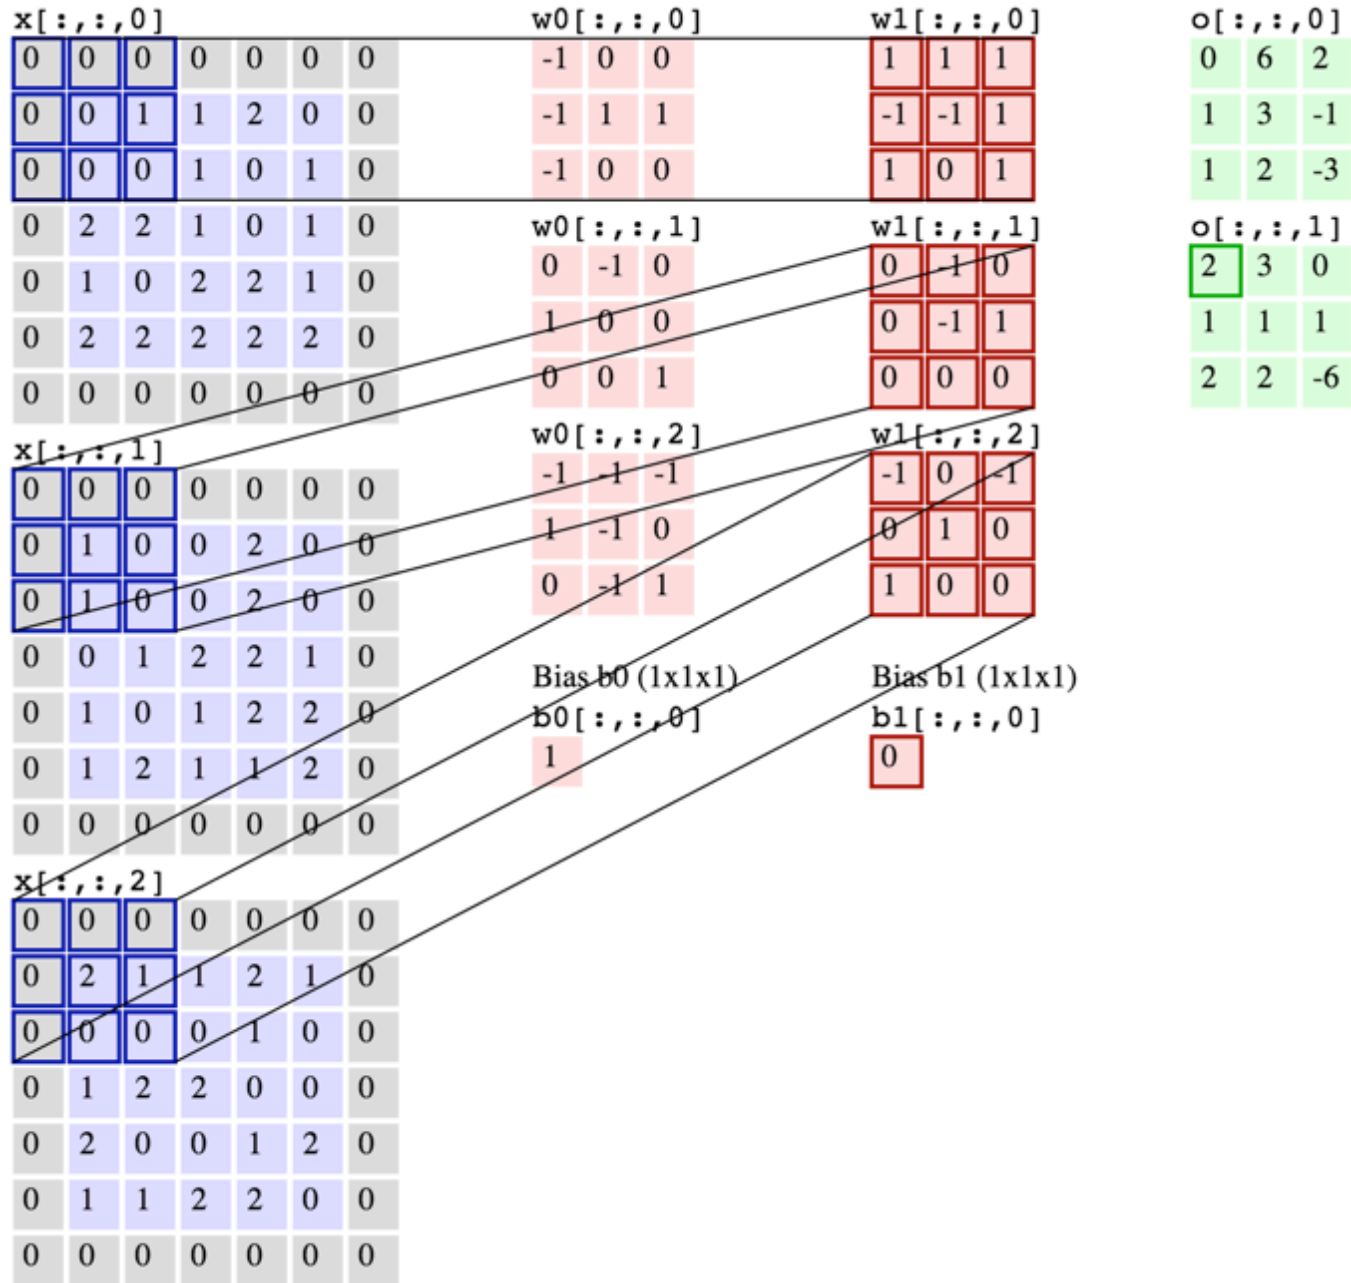 x[:,:,0] w0[:,:,0] w1[:,:,0] o[:,:,0]
0 0 0 0 0 0 0 -1 0 0 1 1 1 0 6 2
0 0 1 1 2 0 0 -1 1 1 -1 -1 1 1 3 -1
0 0 0 1 0 1 0 -1 0 0 1 0 1 1 2 -3
0 2 2 1 0 1 0 w0[:,:,1] w1[:,:,1] o[:,:,1]
0 1 0 2 2 1 0 0 -1 0 0 -1 0 2 3 0
0 2 2 2 2 2 0 1 0 0 0 -1 1 1 1 1
0 0 0 0 0 0 0 0 0 1 0 0 0 2 2 -6
x[:,:,1] w0[:,:,2] w1[:,:,2]
0 0 0 0 0 0 0 -1 -1 -1 -1 0 -1
0 1 0 0 2 0 0 1 -1 0 0 1 0
0 1 0 0 2 0 0 0 -1 1 1 0 0
0 0 1 2 2 1 0 Bias b0 (1x1x1) Bias b1 (1x1x1)
0 1 0 1 2 2 0 b0[:,:,0] b1[:,:,0]
0 1 2 1 1 2 0 1 0
0 0 0 0 0 0 0
x[:,:,2]
0 0 0 0 0 0 0
0 2 1 1 2 1 0
0 0 0 0 1 0 0
0 1 2 2 0 0 0
0 2 0 0 1 2 0
0 1 1 2 2 0 0
0 0 0 0 0 0 0